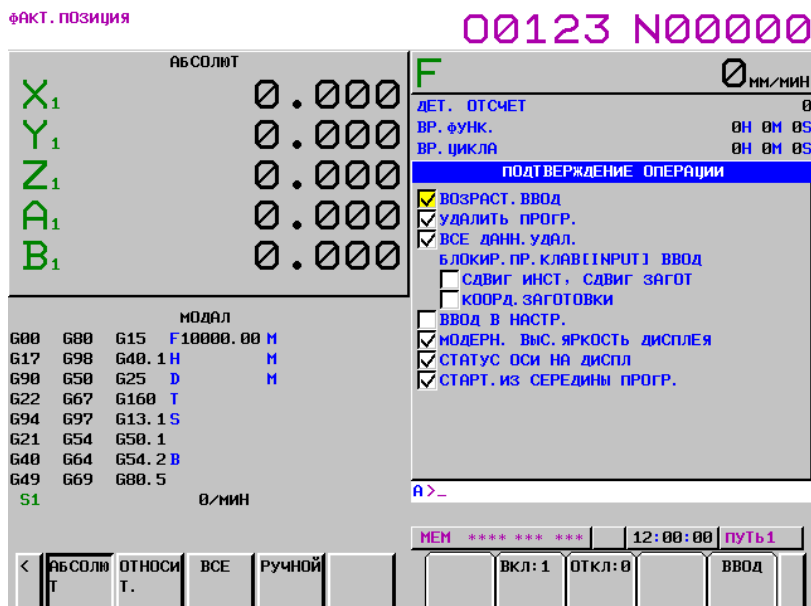 ФАКТ.ПОЗИЦИЯ
O0123 N00000
АБСОЛЮТ
X1 0.000
Y1 0.000
Z1 0.000
A1 0.000
B1 0.000
F 0 ММ/МИН
ДЕТ. ОТСЧЕТ 0
ВР.ФУНК. 0H 0M 0S
ВР.ЦИКЛА 0H 0M 0S
ПОДТВЕРЖДЕНИЕ ОПЕРАЦИИ
ВОЗРАСТ.ВВОД
УДАЛИТЬ ПРОГР.
ВСЕ ДАНН.УДАЛ.
БЛОКИР.ПР.КЛАВ[INPUT] ВВОД
СДВИГ ИНСТ, СДВИГ ЗАГОТ
КООРД.ЗАГОТОВКИ
ВВОД В НАСТР.
МОДЕРН. ВЫС.ЯРКОСТЬ ДИСПЛЕЯ
СТАТУС ОСИ НА ДИСПЛ
СТАРТ.ИЗ СЕРЕДИНЫ ПРОГР.
МОДАЛ
G00 G80 G15 F10000.00 M
G17 G98 G40.1 H M
G90 G50 G25 D M
G22 G67 G160 T
G94 G97 G13.1 S
G21 G54 G50.1
G40 G64 G54.2 B
G49 G69 G80.5
S1 0/МИН
A>_
MEM **** *** *** 12:00:00 ПУТЬ1
< АБСОЛЮ
Т
ОТНОСИ
Т.
ВСЕ
РУЧНОЙ
ВКЛ:1
ОТКЛ:0
ВВОД